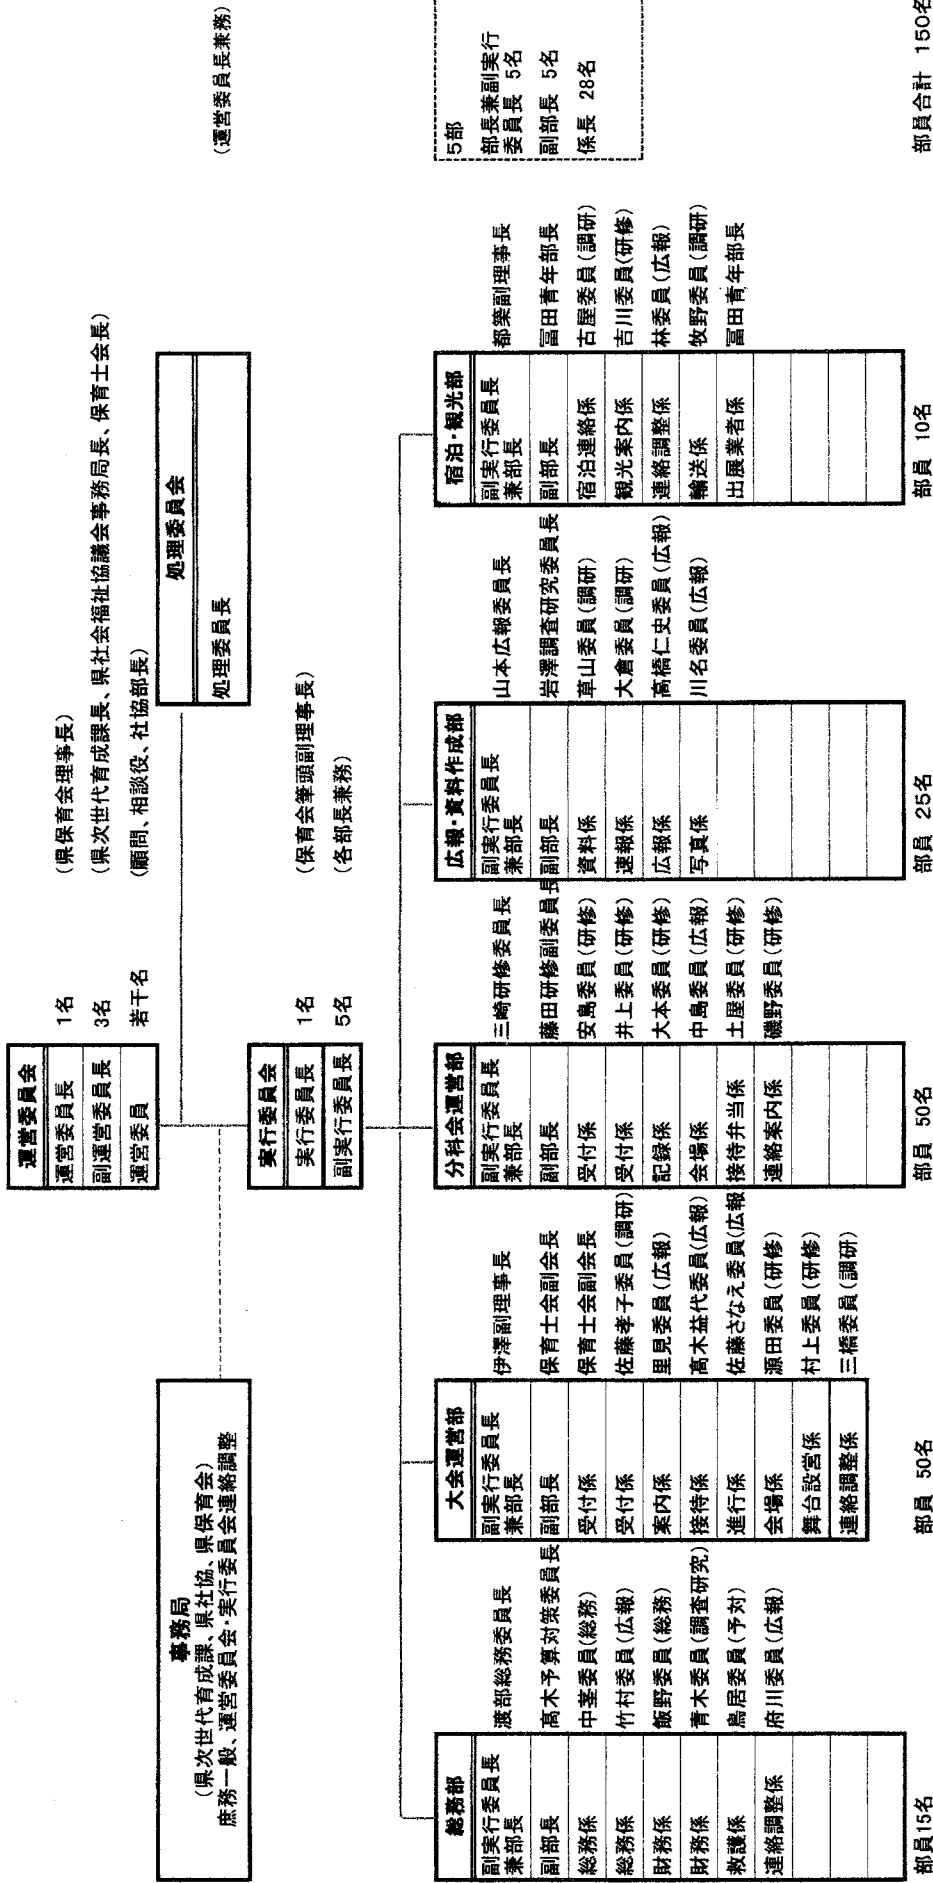 運営委員会
運営委員長 1名 (県保育会理事長)
副運営委員長 3名 (県次世代育成課長、県社会福祉協議会事務局長、保育士会長)
運営委員 若干名 (顧問、相談役、社協部長)
事務局
(県次世代育成課、県社協、県保育会)
庶務一般、運営委員会・実行委員会連絡調整
処理委員会
処理委員長 (運営委員長兼務)
実行委員会
実行委員長 1名 (保育会筆頭副理事長)
副実行委員長 5名 (各部長兼務)
総務部
副実行委員長兼部長 渡部総務委員長
副部長 高木予算対策委員長
総務係 中茎委員(総務)
総務係 竹村委員(広報)
財務係 飯野委員(総務)
財務係 青木委員(調査研究)
救護係 鳥居委員(予対)
連絡調整係 府川委員(広報)
部員15名
大会運営部
副実行委員長兼部長 伊澤副理事長
副部長 保育士会副会長
受付係 保育士会副会長
受付係 佐藤孝子委員(調研)
案内係 里見委員(広報)
接待係 高木益代委員(広報)
進行係 佐藤さなえ委員(広報
会場係 源田委員(研修)
舞台設営係 村上委員(研修)
連絡調整係 三橋委員(調研)
部員 50名
分科会運営部
副実行委員長兼部長 三崎研修委員長
副部長 藤田研修副委員長
受付係 安島委員(研修)
受付係 井上委員(研修)
記録係 大本委員(研修)
会場係 中島委員(広報)
接待弁当係 土屋委員(研修)
連絡案内係 磯野委員(研修)
部員 50名
広報・資料作成部
副実行委員長兼部長 山本広報委員長
副部長 岩澤調査研究委員長
資料係 草山委員(調研)
速報係 大倉委員(調研)
広報係 高橋仁史委員(広報)
写真係 川名委員(広報)
部員 25名
宿泊・観光部
副実行委員長兼部長 都築副理事長
副部長 冨田青年部長
宿泊連絡係 古屋委員(調研)
観光案内係 吉川委員(研修)
連絡調整係 林委員(広報)
輸送係 牧野委員(調研)
出展業者係 冨田青年部長
部員 10名
5部
部長兼副実行
委員長 5名
副部長 5名
係長 28名
部員合計 150名